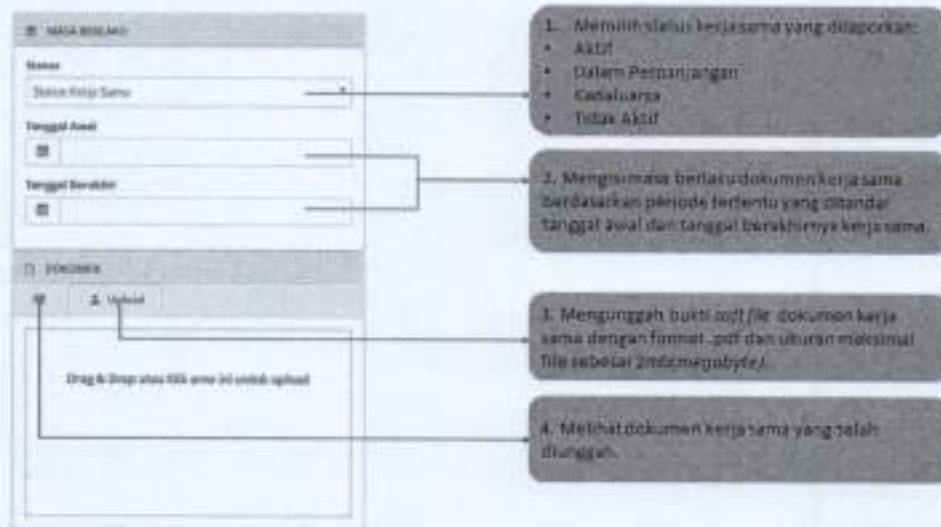 MASA BERLAKU
Status
Status Kerja Sama
Tanggal Awal
Tanggal Berakhir
DOKUMEN
Upload
Drag & Drop atau Klik area ini untuk upload
1. Memilih status kerja sama yang dilaporkan:
• Aktif
• Dalam Perpanjangan
• Kadaluarsa
• Tidak Aktif
2. Mengisi masa berlaku dokumen kerja sama
berdasarkan periode tertentu yang ditandai
tanggal awal dan tanggal berakhirnya kerja sama.
3. Mengunggah bukti soft file dokumen kerja
sama dengan format .pdf dan ukuran maksimal
file sebesar 2mb(megabyte).
4. Melihat dokumen kerja sama yang telah
diunggah.